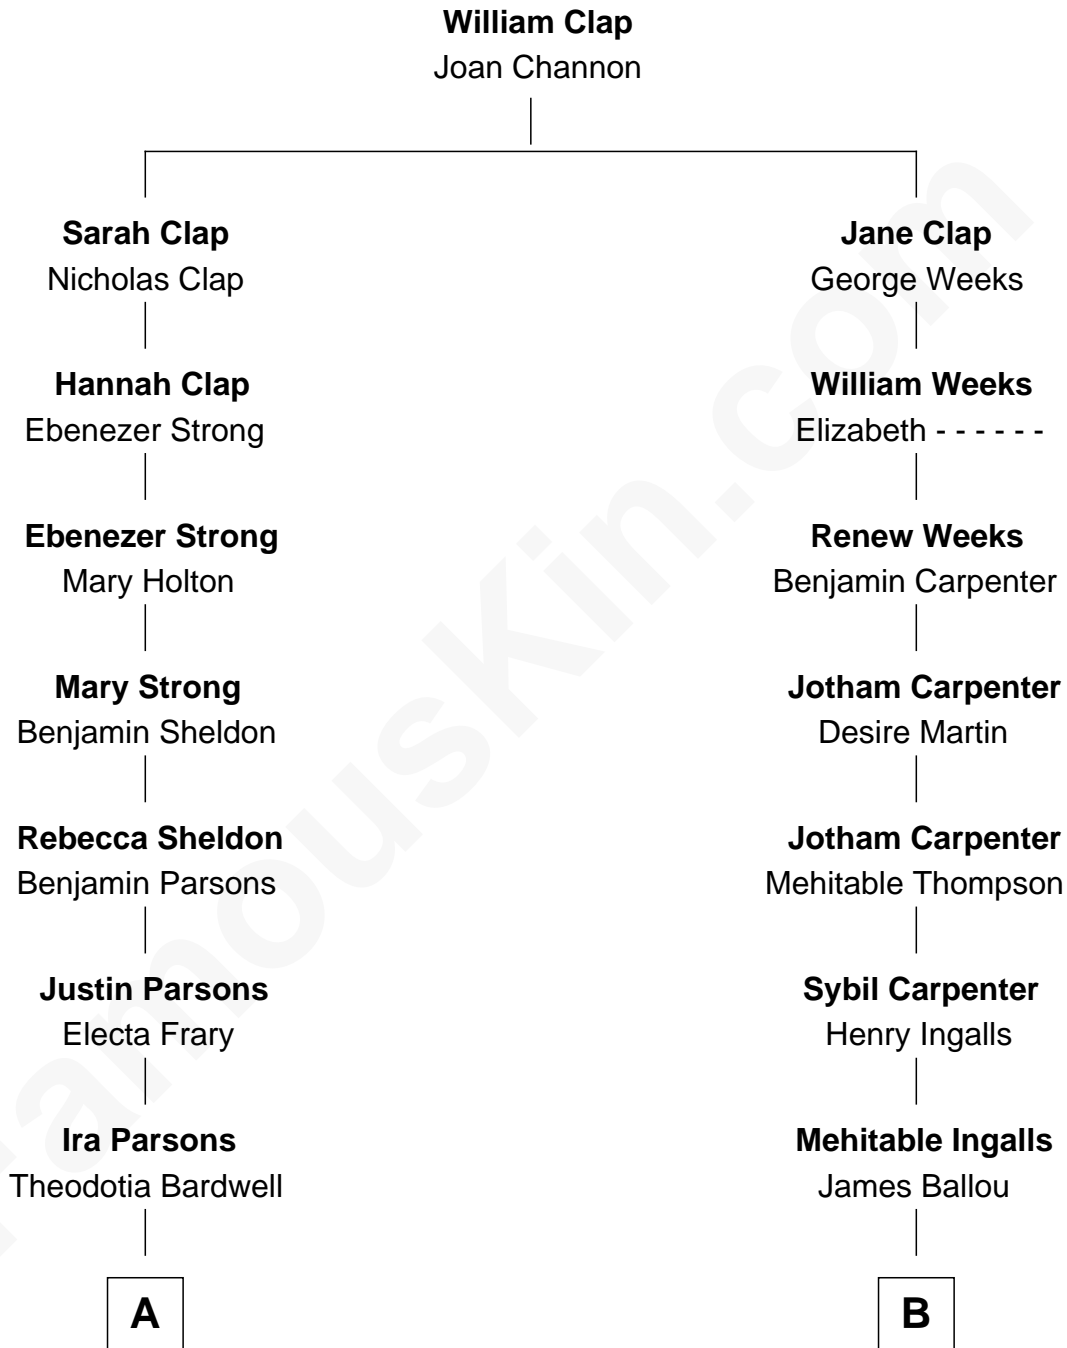 William Clap
Joan Channon
Sarah Clap
Nicholas Clap
Jane Clap
George Weeks
Hannah Clap
Ebenezer Strong
William Weeks
Elizabeth - - - - - -
Ebenezer Strong
Mary Holton
Renew Weeks
Benjamin Carpenter
Mary Strong
Benjamin Sheldon
Jotham Carpenter
Desire Martin
Rebecca Sheldon
Benjamin Parsons
Jotham Carpenter
Mehitable Thompson
Justin Parsons
Electa Frary
Sybil Carpenter
Henry Ingalls
Ira Parsons
Theodotia Bardwell
Mehitable Ingalls
James Ballou
A
B
FamousKin.com